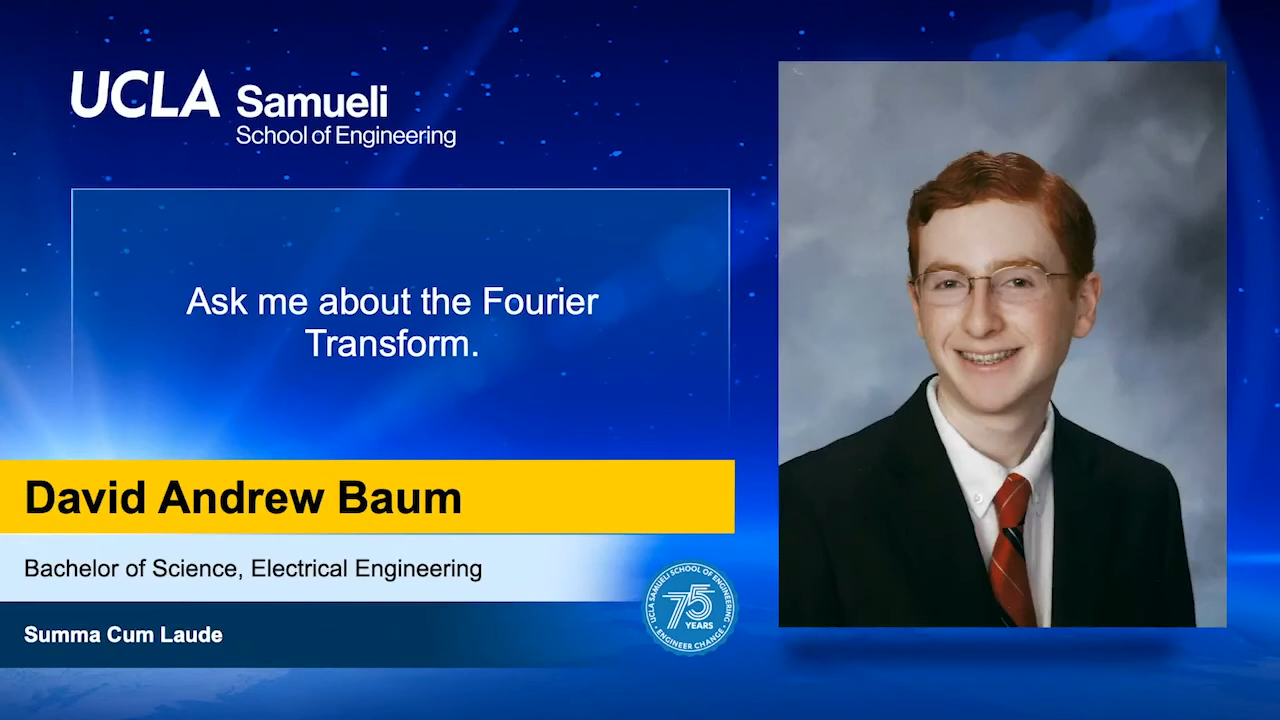 UCLA Samueli
School of Engineering
Ask me about the Fourier
Transform.
David Andrew Baum
Bachelor of Science, Electrical Engineering
Summa Cum Laude
UCLA SAMUELI SCHOOL OF ENGINEERING
75
YEARS
ENGINEER CHANGE